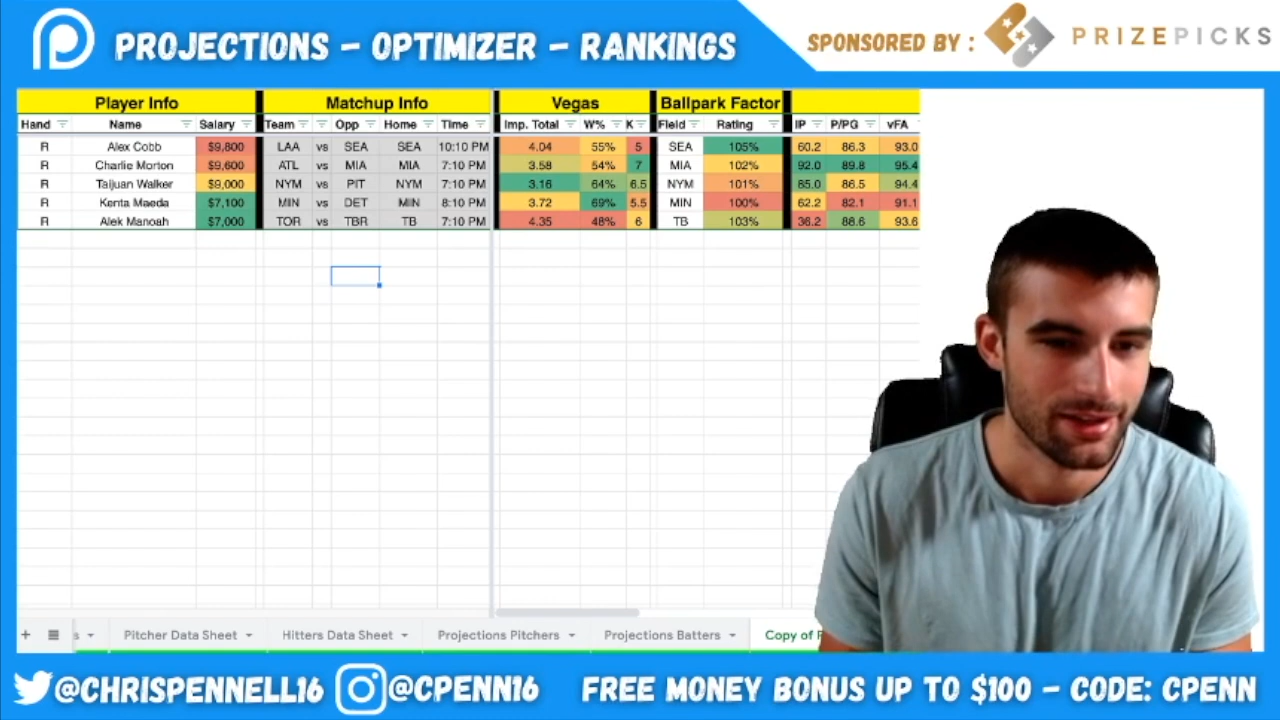 PROJECTIONS - OPTIMIZER - RANKINGS
SPONSORED BY : PRIZEPICKS
Player Info Matchup Info Vegas Ballpark Factor
Hand Name Salary Team Opp Home Time Imp. Total W% K Field Rating IP P/PG vFA
R Alex Cobb $9,800 LAA vs SEA SEA 10:10 PM 4.04 55% 5 SEA 105% 60.2 86.3 93.0
R Charlie Morton $9,600 ATL vs MIA MIA 7:10 PM 3.58 54% 7 MIA 102% 92.0 89.8 95.4
R Taijuan Walker $9,000 NYM vs PIT NYM 7:10 PM 3.16 64% 6.5 NYM 101% 85.0 86.5 94.4
R Kenta Maeda $7,100 MIN vs DET MIN 8:10 PM 3.72 69% 5.5 MIN 100% 62.2 82.1 91.1
R Alek Manoah $7,000 TOR vs TBR TB 7:10 PM 4.35 48% 6 TB 103% 36.2 88.6 93.6
s Pitcher Data Sheet Hitters Data Sheet Projections Pitchers Projections Batters Copy of
@CHRISPENNELL16 @CPENN16 FREE MONEY BONUS UP TO $100 - CODE: CPENN